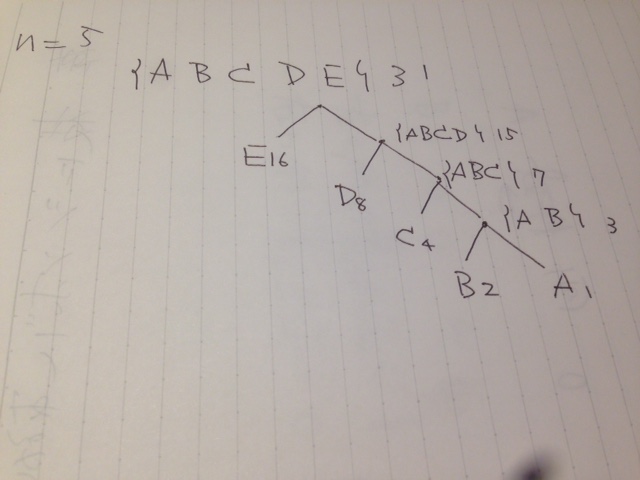 n=5
{A B C D E} 31
E16
{ABCD} 15
D8
{ABC} 7
C4
{A B} 3
B2
A1